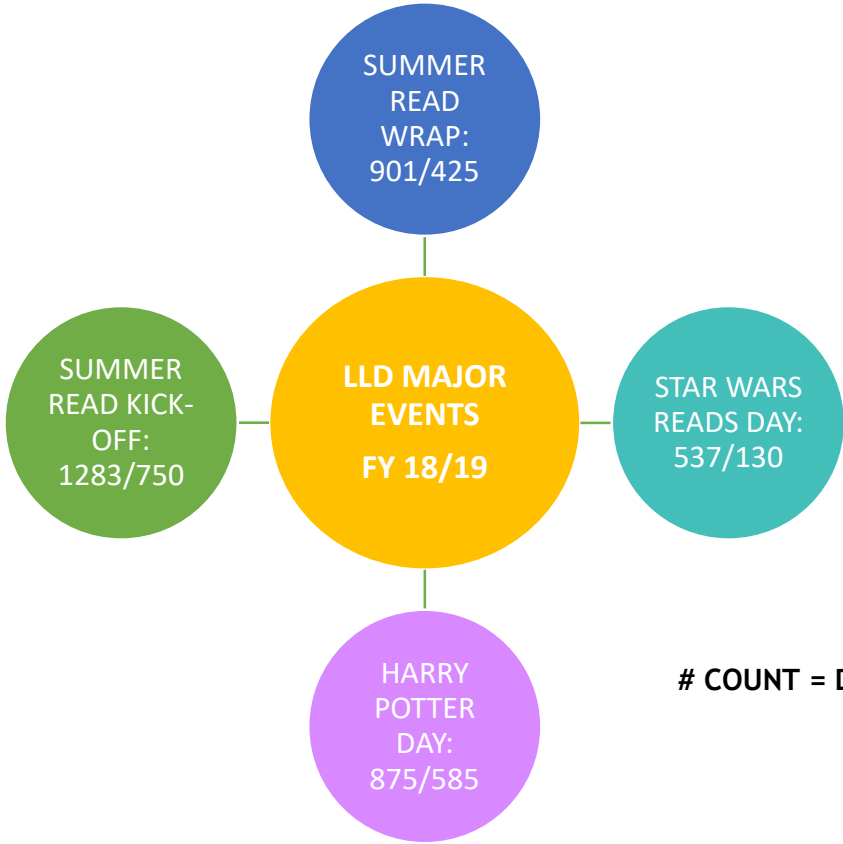 SUMMER
READ
WRAP:
901/425
SUMMER
READ KICK-
OFF:
1283/750
LLD MAJOR
EVENTS
FY 18/19
STAR WARS
READS DAY:
537/130
HARRY
POTTER
DAY:
875/585
# COUNT =